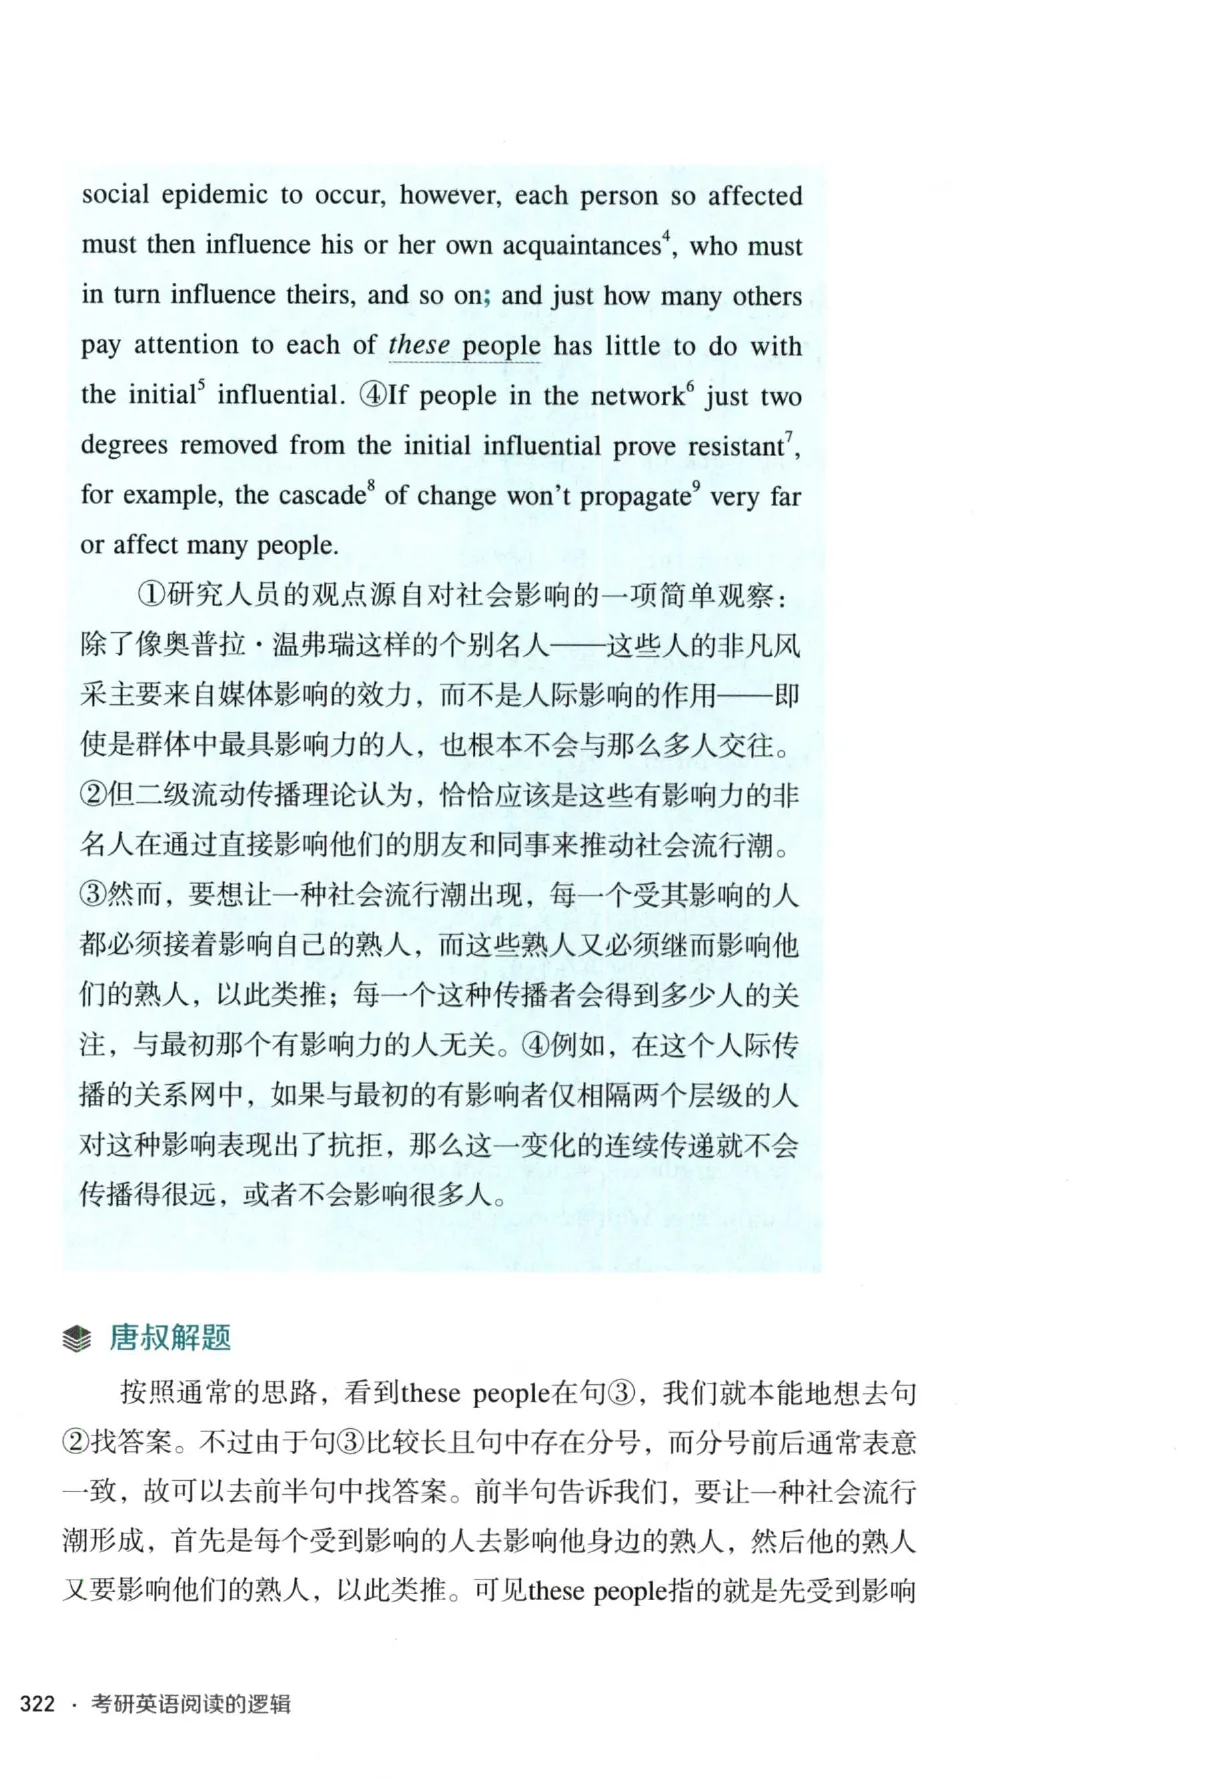 social epidemic to occur, however, each person so affected
must then influence his or her own acquaintances⁴, who must
in turn influence theirs, and so on; and just how many others
pay attention to each of these people has little to do with
the initial⁵ influential. ④If people in the network⁶ just two
degrees removed from the initial influential prove resistant⁷,
for example, the cascade⁸ of change won't propagate⁹ very far
or affect many people.
①研究人员的观点源自对社会影响的一项简单观察：
除了像奥普拉·温弗瑞这样的个别名人——这些人的非凡风
采主要来自媒体影响的效力，而不是人际影响的作用——即
使是群体中最具影响力的人，也根本不会与那么多人交往。
②但二级流动传播理论认为，恰恰应该是这些有影响力的非
名人在通过直接影响他们的朋友和同事来推动社会流行潮。
③然而，要想让一种社会流行潮出现，每一个受其影响的人
都必须接着影响自己的熟人，而这些熟人又必须继而影响他
们的熟人，以此类推；每一个这种传播者会得到多少人的关
注，与最初那个有影响力的人无关。④例如，在这个人际传
播的关系网中，如果与最初的有影响者仅相隔两个层级的人
对这种影响表现出了抗拒，那么这一变化的连续传递就不会
传播得很远，或者不会影响很多人。
唐叔解题
按照通常的思路，看到these people在句③，我们就本能地想去句
②找答案。不过由于句③比较长且句中存在分号，而分号前后通常表意
一致，故可以去前半句中找答案。前半句告诉我们，要让一种社会流行
潮形成，首先是每个受到影响的人去影响他身边的熟人，然后他的熟人
又要影响他们的熟人，以此类推。可见these people指的就是先受到影响
322 · 考研英语阅读的逻辑